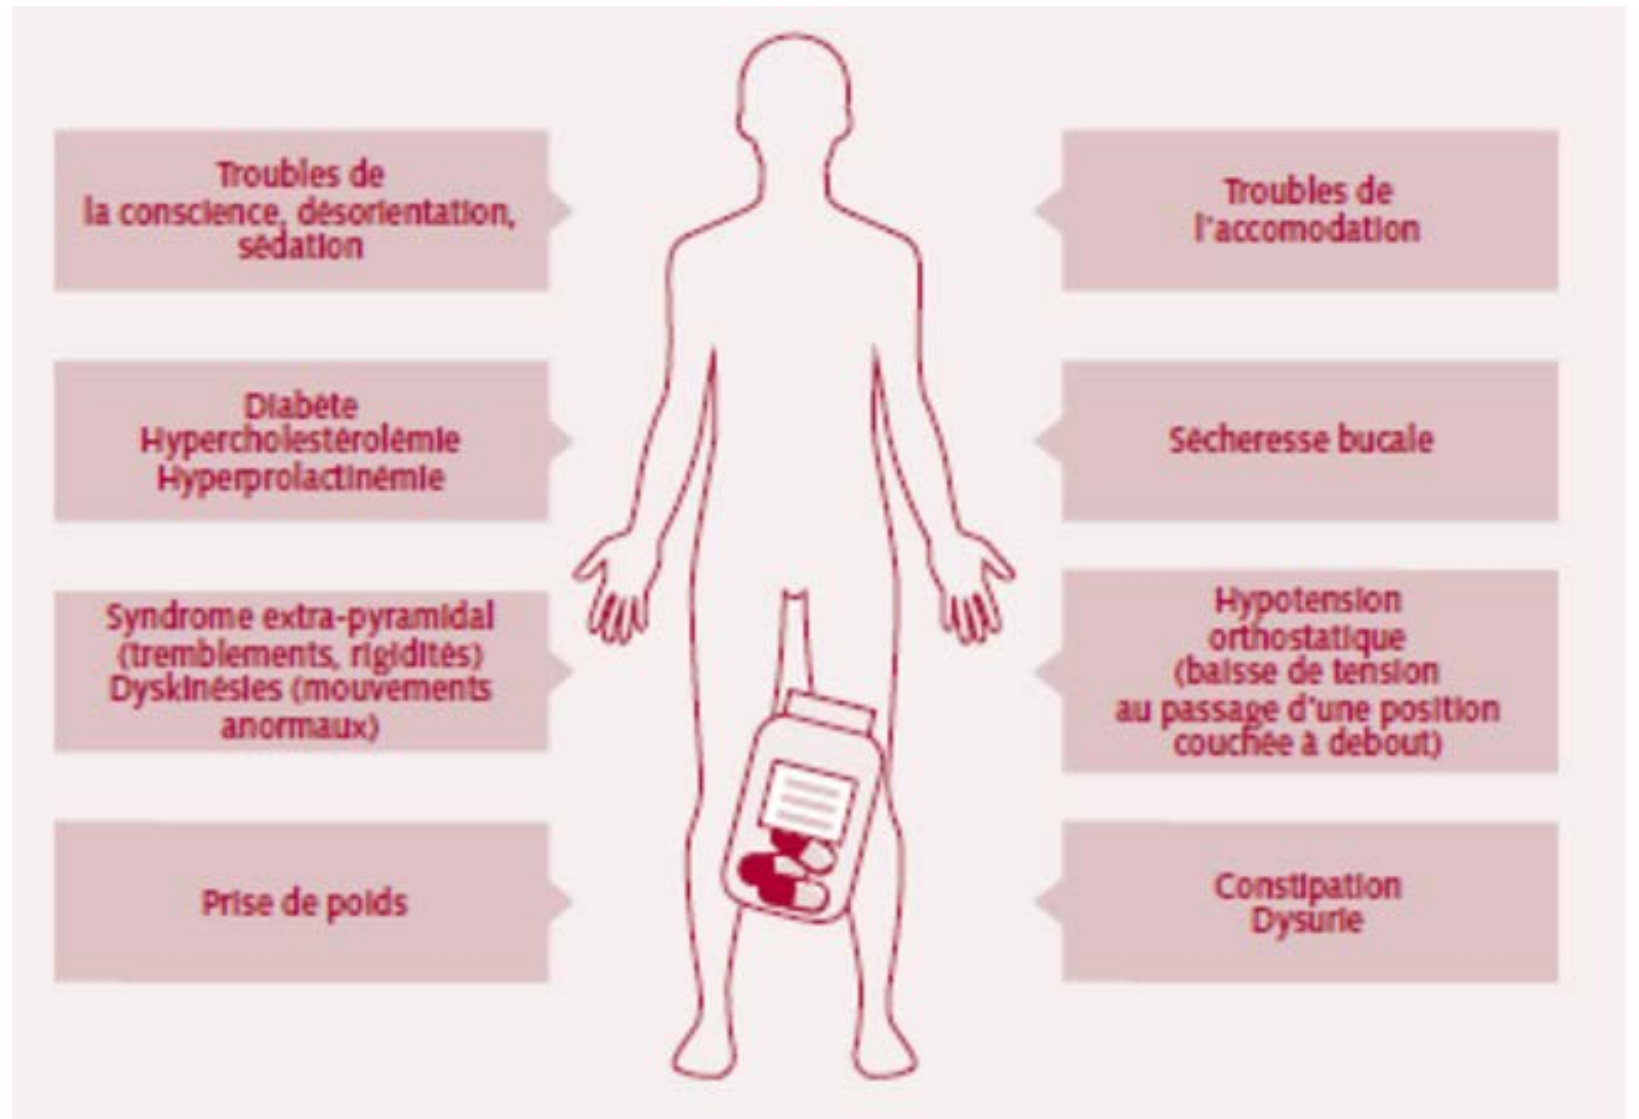 Troubles de
la conscience, désorientation,
sédation
Diabète
Hypercholestérolémie
Hyperprolactinémie
Syndrome extra-pyramidal
(tremblements, rigidités)
Dyskinésies (mouvements
anormaux)
Prise de poids
Troubles de
l'accomodation
Sécheresse bucale
Hypotension
orthostatique
(baisse de tension
au passage d'une position
couchée à debout)
Constipation
Dysurie